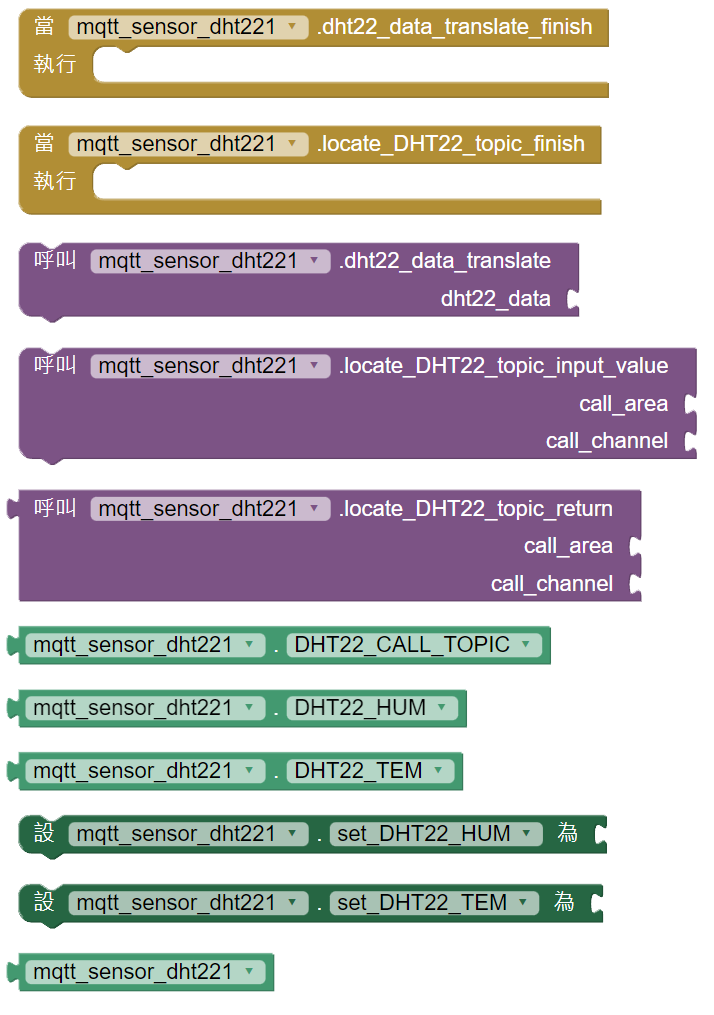 當 mqtt_sensor_dht221 .dht22_data_translate_finish
執行
當 mqtt_sensor_dht221 .locate_DHT22_topic_finish
執行
呼叫 mqtt_sensor_dht221 .dht22_data_translate
dht22_data
呼叫 mqtt_sensor_dht221 .locate_DHT22_topic_input_value
call_area
call_channel
呼叫 mqtt_sensor_dht221 .locate_DHT22_topic_return
call_area
call_channel
mqtt_sensor_dht221 . DHT22_CALL_TOPIC
mqtt_sensor_dht221 . DHT22_HUM
mqtt_sensor_dht221 . DHT22_TEM
設 mqtt_sensor_dht221 . set_DHT22_HUM 為
設 mqtt_sensor_dht221 . set_DHT22_TEM 為
mqtt_sensor_dht221